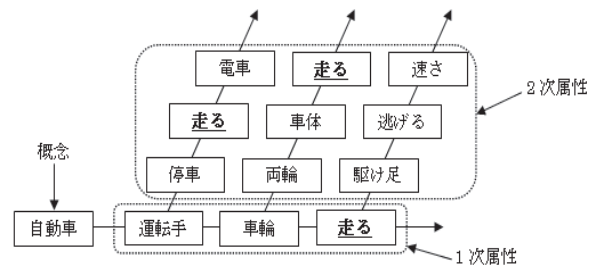 電車 走る 速さ
2次属性
走る 車体 逃げる
概念
停車 両輪 駆け足
自動車 運転手 車輪 走る
1次属性